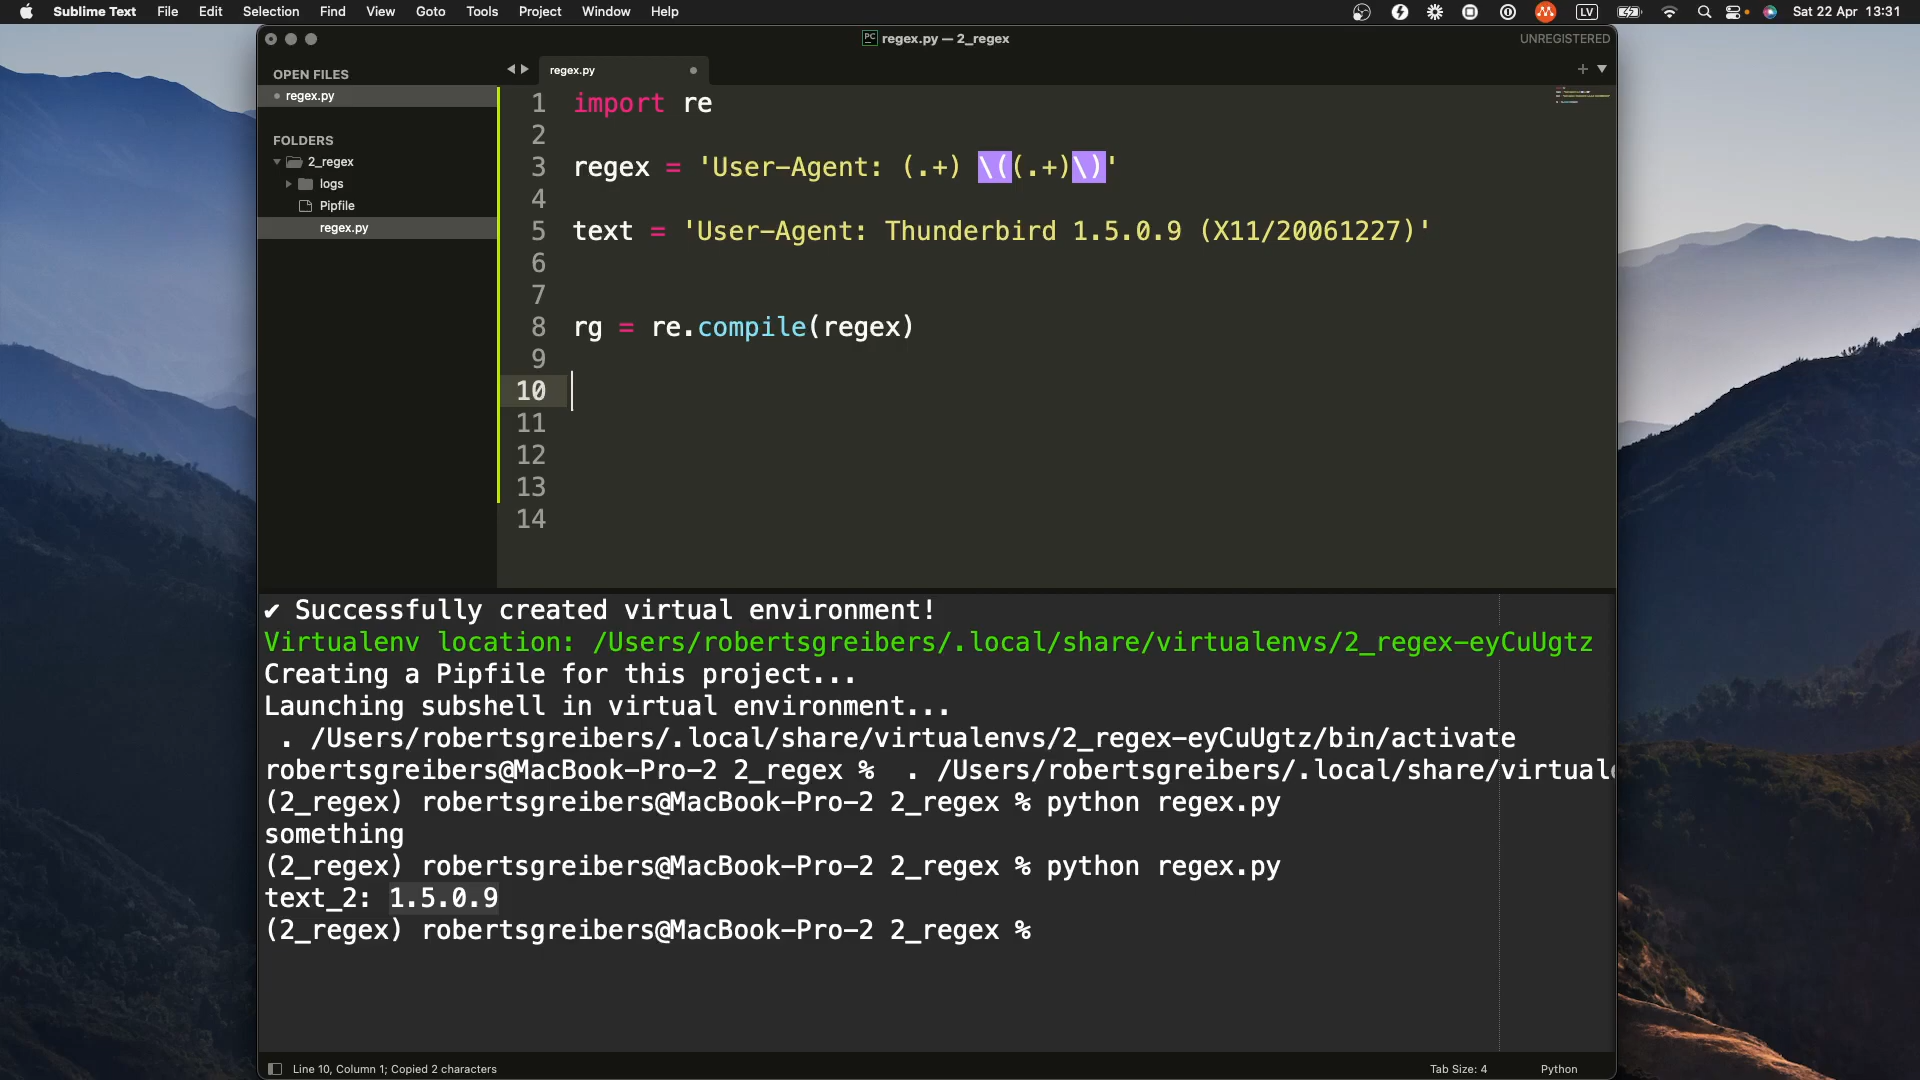 Sublime Text File Edit Selection Find View Goto Tools Project Window Help LV Sat 22 Apr 13:31
regex.py — 2_regex UNREGISTERED
OPEN FILES
regex.py
FOLDERS
2_regex
logs
Pipfile
regex.py
regex.py
1 import re
2
3 regex = 'User-Agent: (.+) \((.+)\)'
4
5 text = 'User-Agent: Thunderbird 1.5.0.9 (X11/20061227)'
6
7
8 rg = re.compile(regex)
9
10
11
12
13
14
✔ Successfully created virtual environment!
Virtualenv location: /Users/robertsgreibers/.local/share/virtualenvs/2_regex-eyCuUgtz
Creating a Pipfile for this project...
Launching subshell in virtual environment...
. /Users/robertsgreibers/.local/share/virtualenvs/2_regex-eyCuUgtz/bin/activate
robertsgreibers@MacBook-Pro-2 2_regex % . /Users/robertsgreibers/.local/share/virtual
(2_regex) robertsgreibers@MacBook-Pro-2 2_regex % python regex.py
something
(2_regex) robertsgreibers@MacBook-Pro-2 2_regex % python regex.py
text_2: 1.5.0.9
(2_regex) robertsgreibers@MacBook-Pro-2 2_regex %
Line 10, Column 1; Copied 2 characters Tab Size: 4 Python